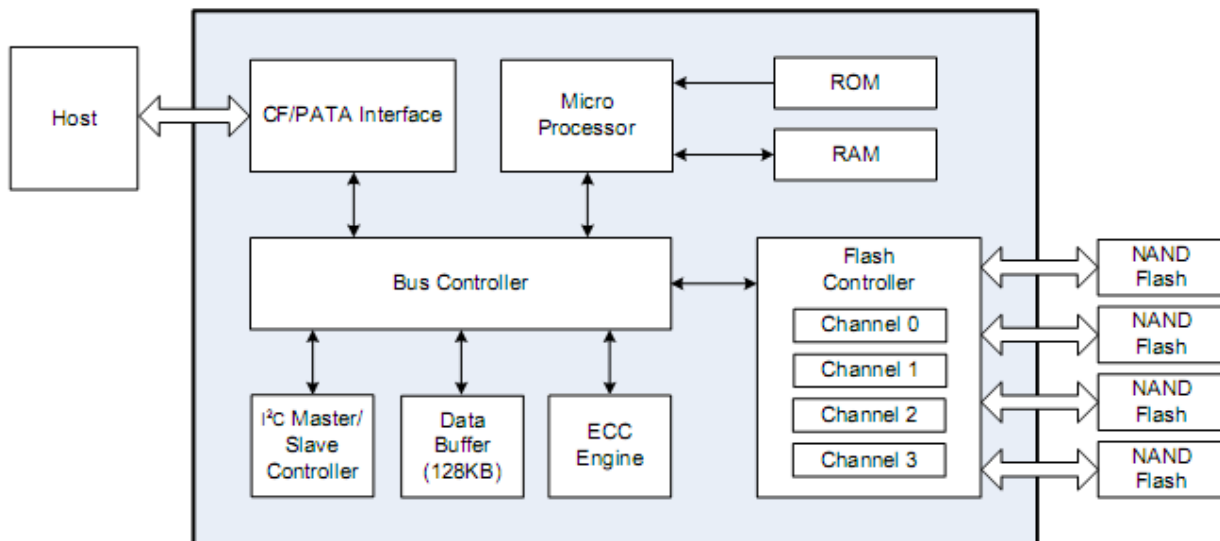 Host
CF/PATA Interface
Micro
Processor
ROM
RAM
Bus Controller
Flash
Controller
Channel 0
Channel 1
Channel 2
Channel 3
NAND
Flash
NAND
Flash
NAND
Flash
NAND
Flash
I²C Master/
Slave
Controller
Data
Buffer
(128KB)
ECC
Engine